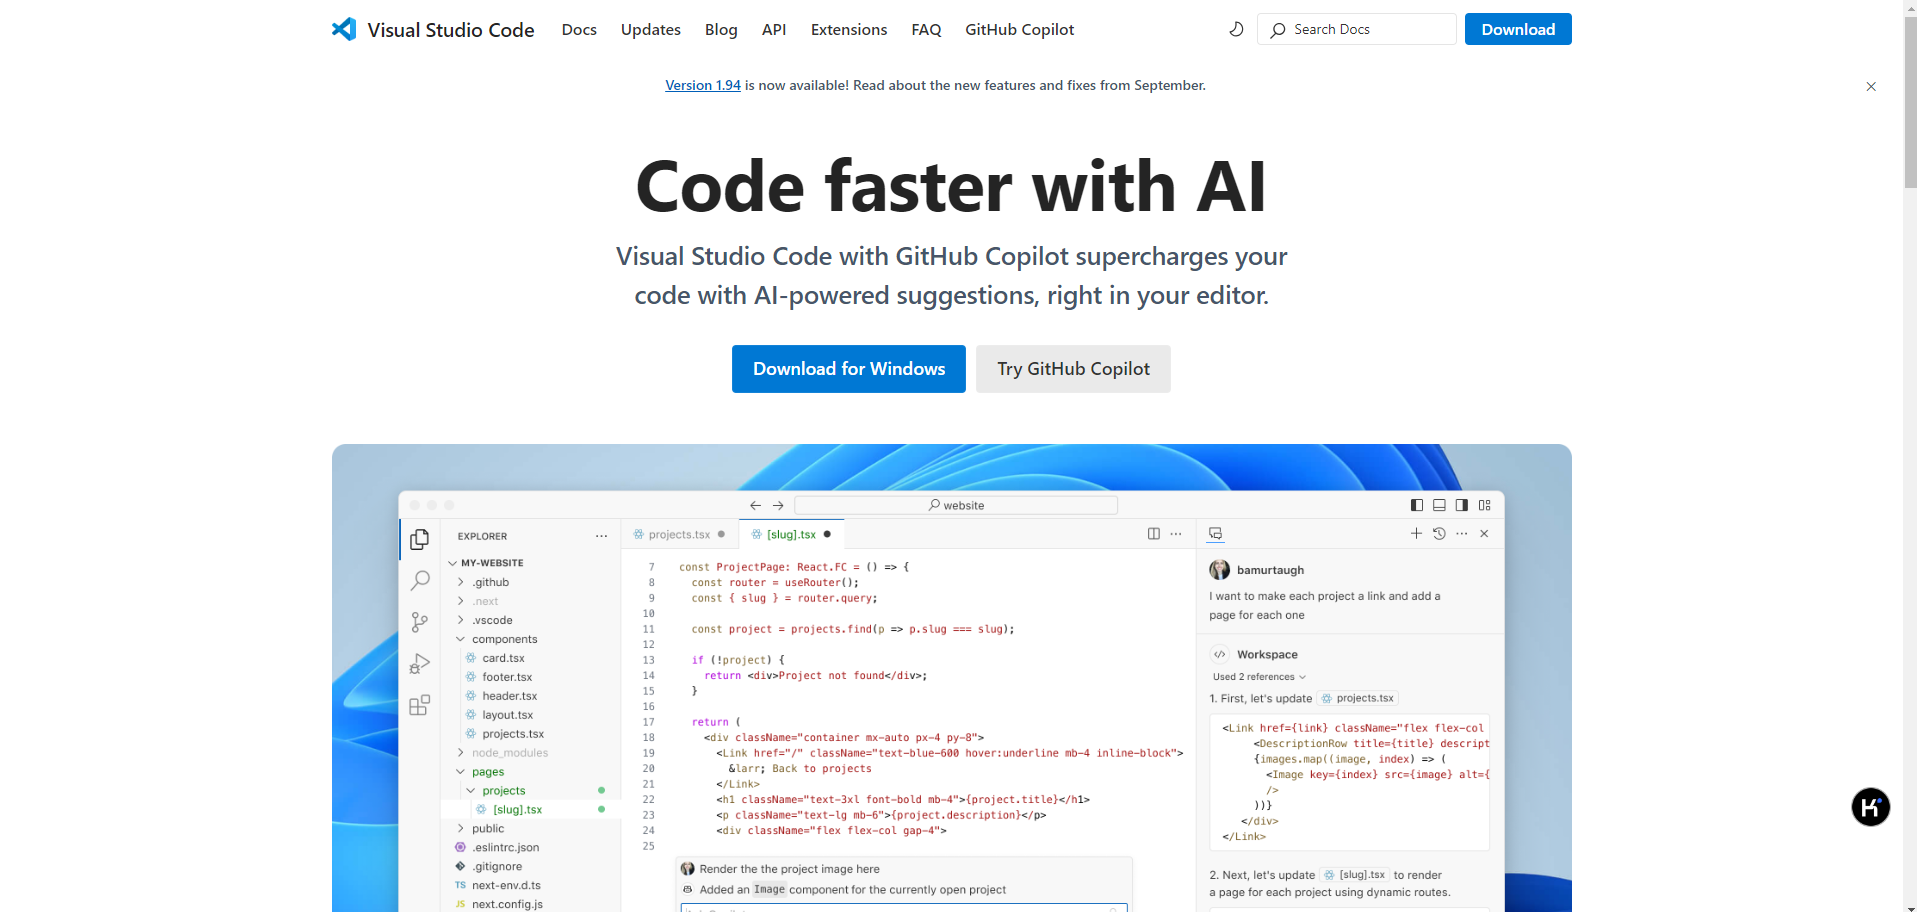 Visual Studio Code
Docs
Updates
Blog
API
Extensions
FAQ
GitHub Copilot
Search Docs
Download
Version 1.94 is now available! Read about the new features and fixes from September.
Code faster with AI
Visual Studio Code with GitHub Copilot supercharges your
code with AI-powered suggestions, right in your editor.
Download for Windows
Try GitHub Copilot
website
EXPLORER
MY-WEBSITE
.github
.next
.vscode
components
card.tsx
footer.tsx
header.tsx
layout.tsx
projects.tsx
node_modules
pages
projects
[slug].tsx
public
.eslintrc.json
.gitignore
TS next-env.d.ts
JS next.config.js
projects.tsx
[slug].tsx
7 const ProjectPage: React.FC = () => {
8 const router = useRouter();
9 const { slug } = router.query;
10
11 const project = projects.find(p => p.slug === slug);
12
13 if (!project) {
14 return <div>Project not found</div>;
15 }
16
17 return (
18 <div className="container mx-auto px-4 py-8">
19 <Link href="/" className="text-blue-600 hover:underline mb-4 inline-block">
20 &larr; Back to projects
21 </Link>
22 <h1 className="text-3xl font-bold mb-4">{project.title}</h1>
23 <p className="text-lg mb-6">{project.description}</p>
24 <div className="flex flex-col gap-4">
25
Render the the project image here
Added an Image component for the currently open project
bamurtaugh
I want to make each project a link and add a
page for each one
Workspace
Used 2 references
1. First, let's update projects.tsx
<Link href={link} className="flex flex-col
<DescriptionRow title={title} descript
{images.map((image, index) => (
<Image key={index} src={image} alt={
/>
))}
</div>
</Link>
2. Next, let's update [slug].tsx to render
a page for each project using dynamic routes.